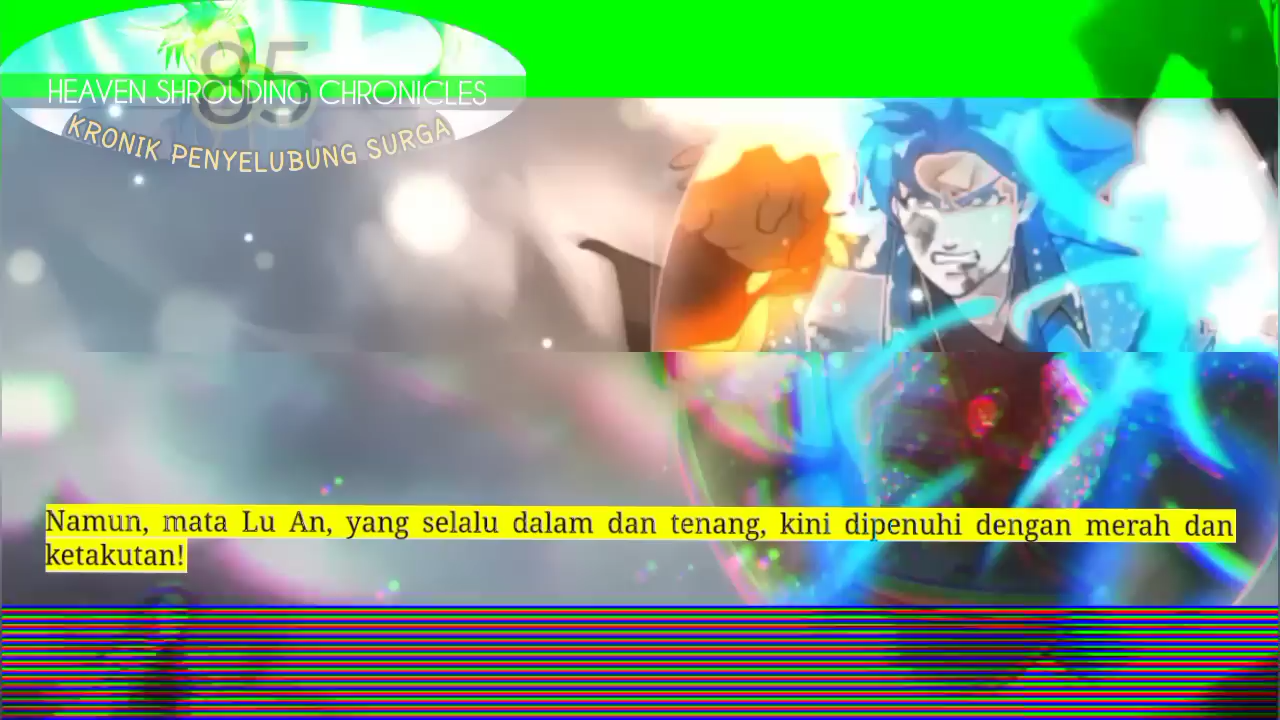 85
HEAVEN SHROUDING CHRONICLES
KRONIK PENYELUBUNG SURGA
Namun, mata Lu An, yang selalu dalam dan tenang, kini dipenuhi dengan merah dan
ketakutan!